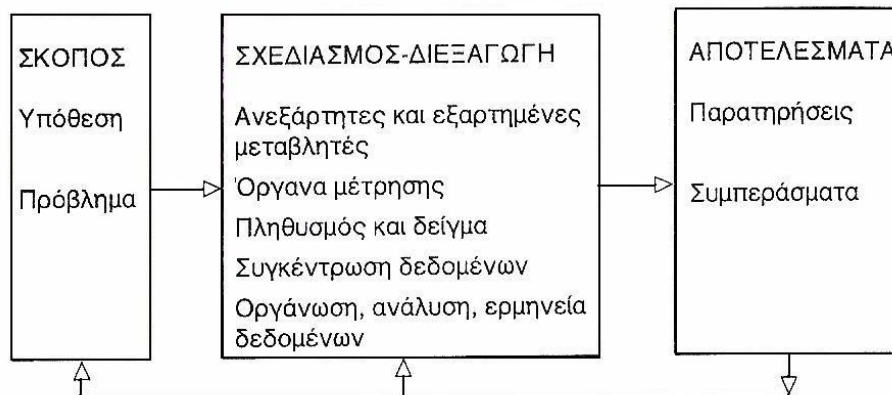 ΣΚΟΠΟΣ
Υπόθεση
Πρόβλημα
ΣΧΕΔΙΑΣΜΟΣ-ΔΙΕΞΑΓΩΓΗ
Ανεξάρτητες και εξαρτημένες
μεταβλητές
Όργανα μέτρησης
Πληθυσμός και δείγμα
Συγκέντρωση δεδομένων
Οργάνωση, ανάλυση, ερμηνεία
δεδομένων
ΑΠΟΤΕΛΕΣΜΑΤΑ
Παρατηρήσεις
Συμπεράσματα